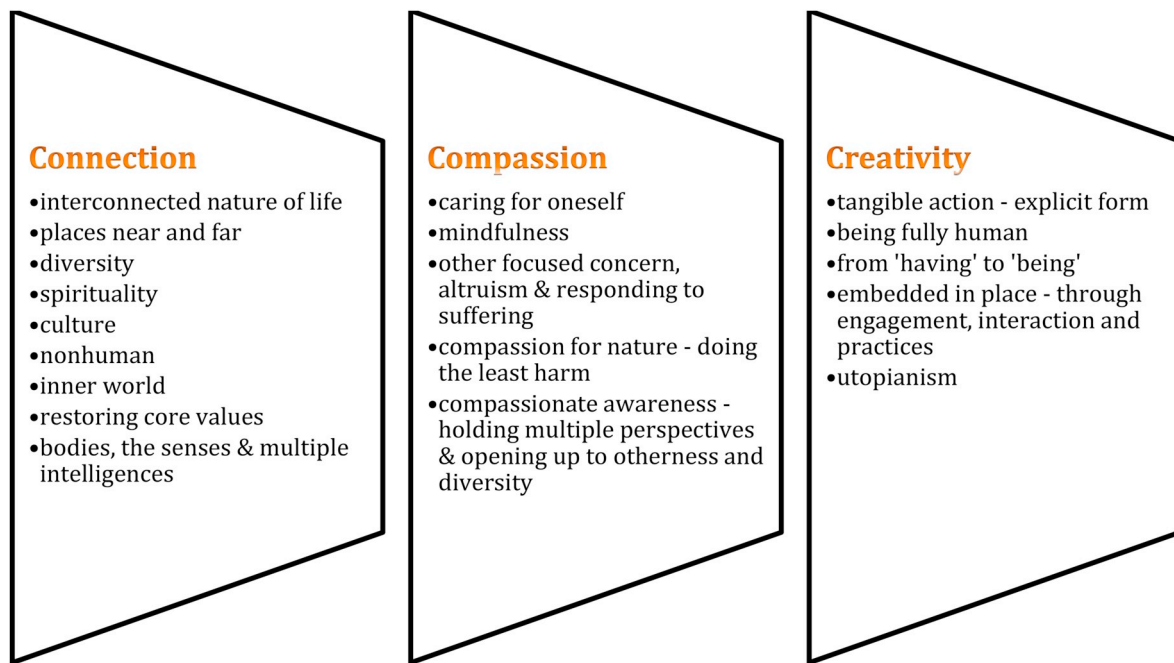 Connection
•interconnected nature of life
•places near and far
•diversity
•spirituality
•culture
•nonhuman
•inner world
•restoring core values
•bodies, the senses & multiple
intelligences
Compassion
•caring for oneself
•mindfulness
•other focused concern,
altruism & responding to
suffering
•compassion for nature - doing
the least harm
•compassionate awareness -
holding multiple perspectives
& opening up to otherness and
diversity
Creativity
•tangible action - explicit form
•being fully human
•from 'having' to 'being'
•embedded in place - through
engagement, interaction and
practices
•utopianism